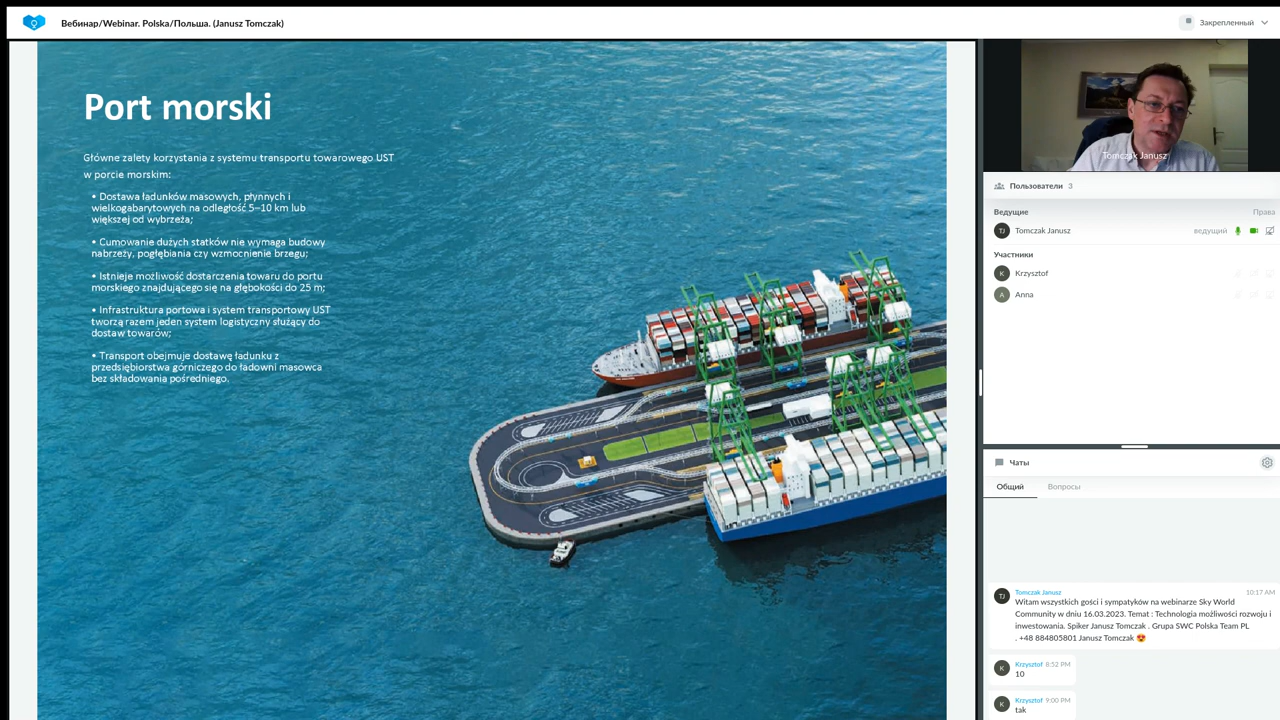 Вебинар/Webinar. Polska/Польша. (Janusz Tomczak)
Закрепленный
Port morski
Główne zalety korzystania z systemu transportu towarowego UST
w porcie morskim:
• Dostawa ładunków masowych, płynnych i
wielkogabarytowych na odległość 5–10 km lub
większej od wybrzeża;
• Cumowanie dużych statków nie wymaga budowy
nabrzeży, pogłębiania czy wzmocnienie brzegu;
• Istnieje możliwość dostarczenia towaru do portu
morskiego znajdującego się na głębokości do 25 m;
• Infrastruktura portowa i system transportowy UST
tworzą razem jeden system logistyczny służący do
dostaw towarów;
• Transport obejmuje dostawę ładunku z
przedsiębiorstwa górniczego do ładowni masowca
bez składowania pośredniego.
Tomczak Janusz
Пользователи 3
Ведущие Права
TJ Tomczak Janusz ведущий
Участники
K Krzysztof
A Anna
Чаты
Общий Вопросы
TJ Tomczak Janusz 10:17 AM
Witam wszystkich gości i sympatyków na webinarze Sky World
Community w dniu 16.03.2023. Temat : Technologia możliwości rozwoju i
inwestowania. Spiker Janusz Tomczak . Grupa SWC Polska Team PL
. +48 884805801 Janusz Tomczak 😍
K Krzysztof 8:52 PM
10
K Krzysztof 9:00 PM
tak